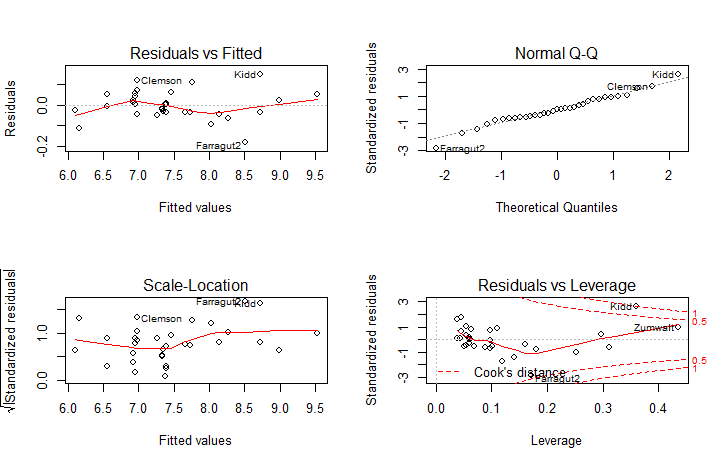 Residuals vs Fitted
Residuals
0.0
-0.2
Clemson
Kidd
Farragut2
6.0 6.5 7.0 7.5 8.0 8.5 9.0 9.5
Fitted values
Normal Q-Q
Standardized residuals
3
1
-1
-3
Kidd
Clemson
Farragut2
-2 -1 0 1 2
Theoretical Quantiles
Scale-Location
√|Standardized residuals|
1.0
0.0
Farragut2
Kidd
Clemson
6.0 6.5 7.0 7.5 8.0 8.5 9.0 9.5
Fitted values
Residuals vs Leverage
Standardized residuals
3
1
-1
-3
Kidd
Zumwalt
1
0.5
0.5
1
Cook's distance
Farragut2
0.0 0.1 0.2 0.3 0.4
Leverage